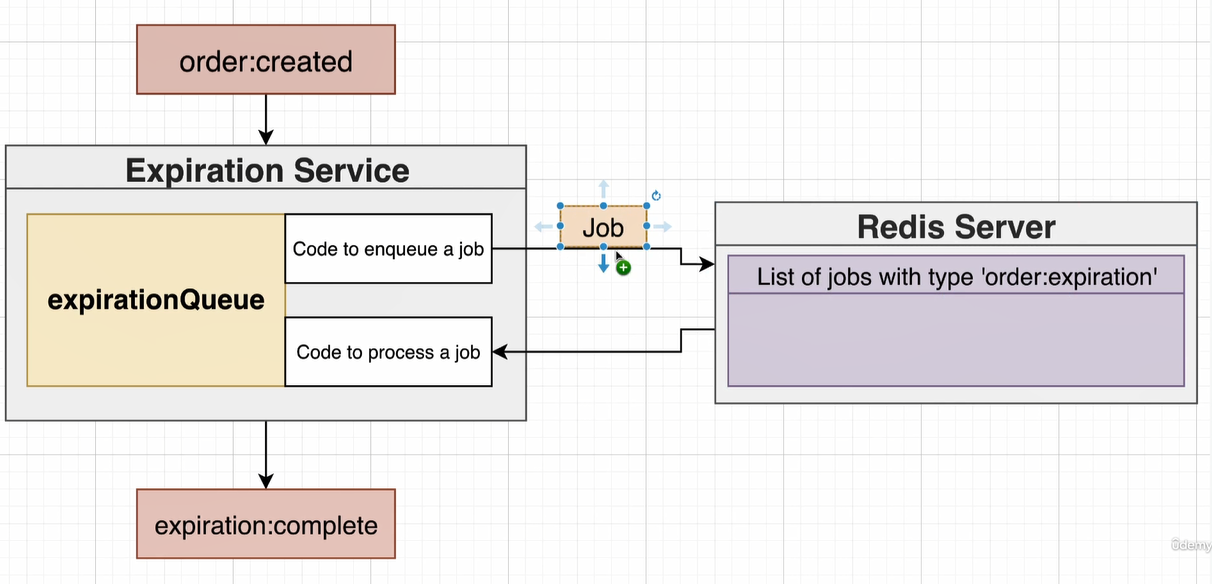 order:created
Expiration Service
Code to enqueue a job
expirationQueue
Code to process a job
Job
Redis Server
List of jobs with type 'order:expiration'
expiration:complete
ûdemy